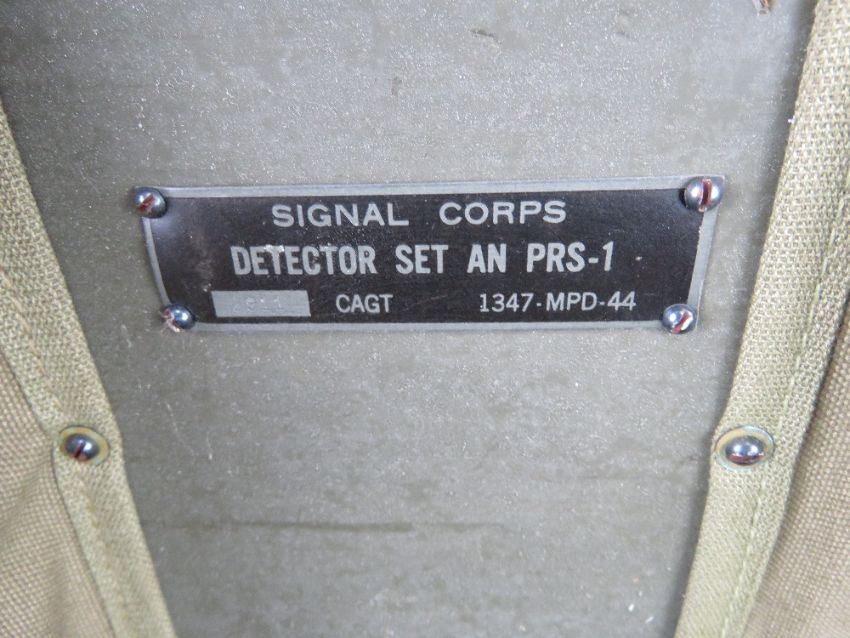 SIGNAL CORPS
DETECTOR SET AN PRS-1
CAGT 1347-MPD-44